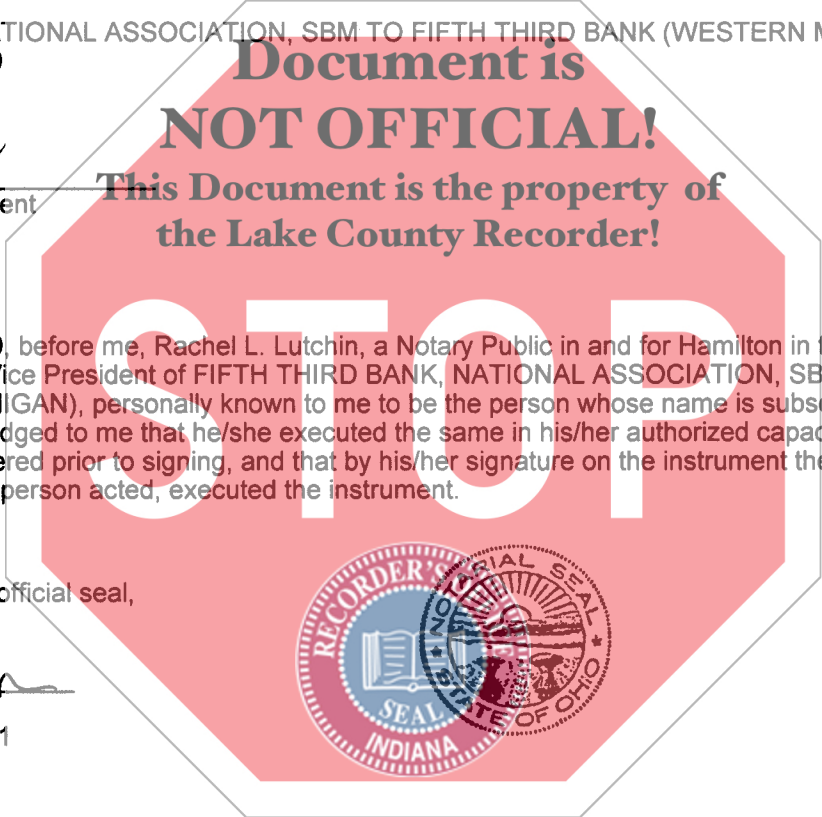 TIONAL ASSOCIATION, SBM TO FIFTH THIRD BANK (WESTERN M
Document is
NOT OFFICIAL!
This Document is the property of
ent
the Lake County Recorder!
STOP
, before me, Rachel L. Lutchin, a Notary Public in and for Hamilton in
ice President of FIFTH THIRD BANK, NATIONAL ASSOCIATION, SB
IGAN), personally known to me to be the person whose name is subs
dged to me that he/she executed the same in his/her authorized capac
ered prior to signing, and that by his/her signature on the instrument the
person acted, executed the instrument.
official seal,
RECORDER'S
SEAL
INDIANA
NOTARIAL SEAL
STATE OF OHIO
1